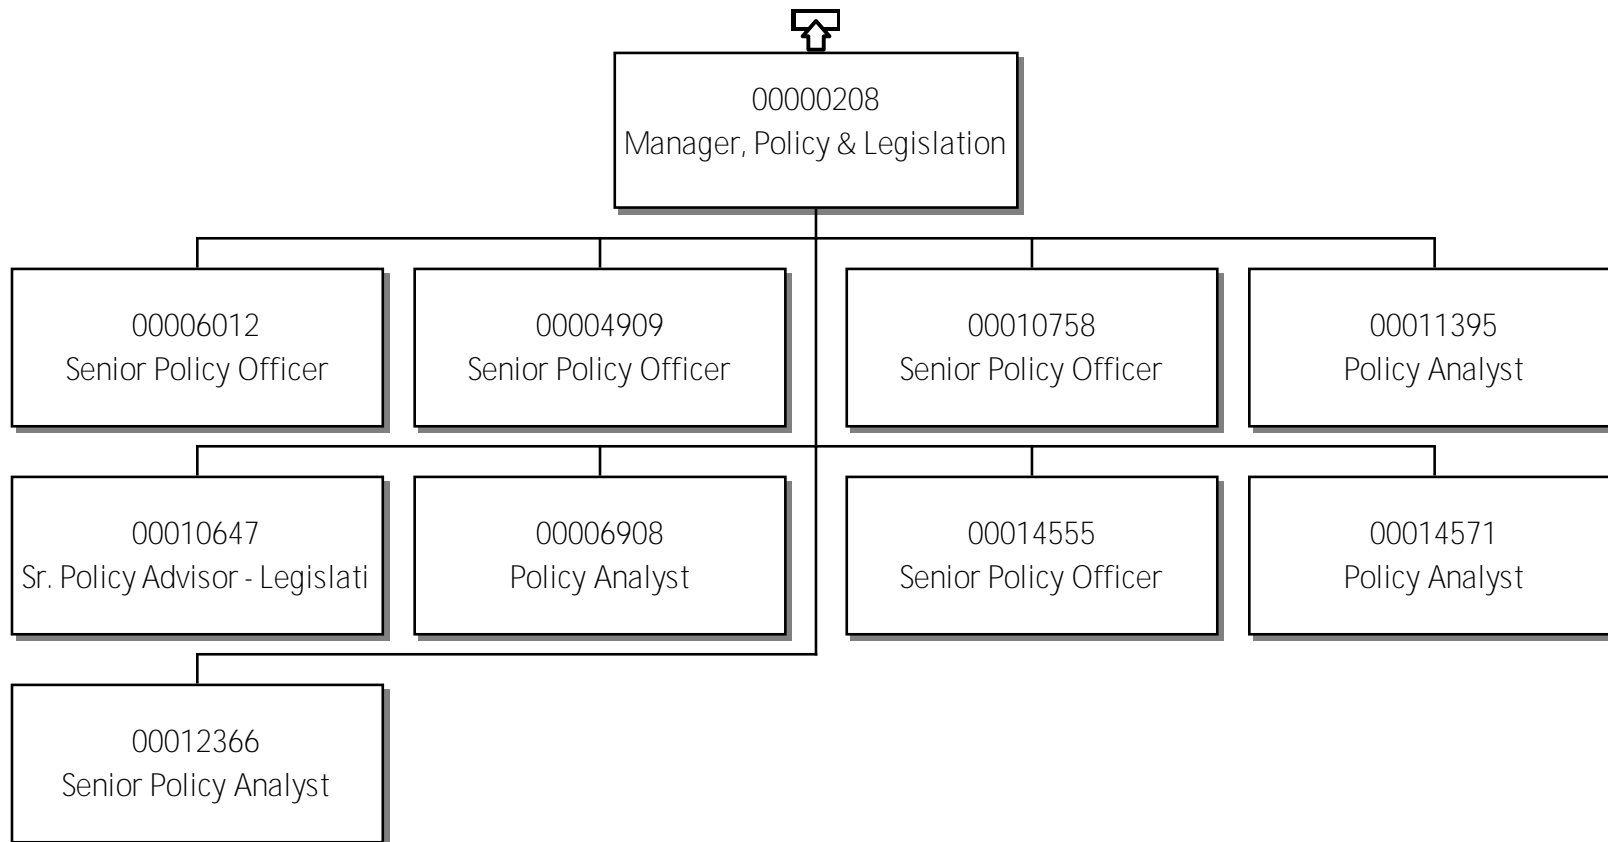 00000208
Manager, Policy & Legislation
00006012
Senior Policy Officer
00004909
Senior Policy Officer
00010758
Senior Policy Officer
00011395
Policy Analyst
00010647
Sr. Policy Advisor - Legislati
00006908
Policy Analyst
00014555
Senior Policy Officer
00014571
Policy Analyst
00012366
Senior Policy Analyst